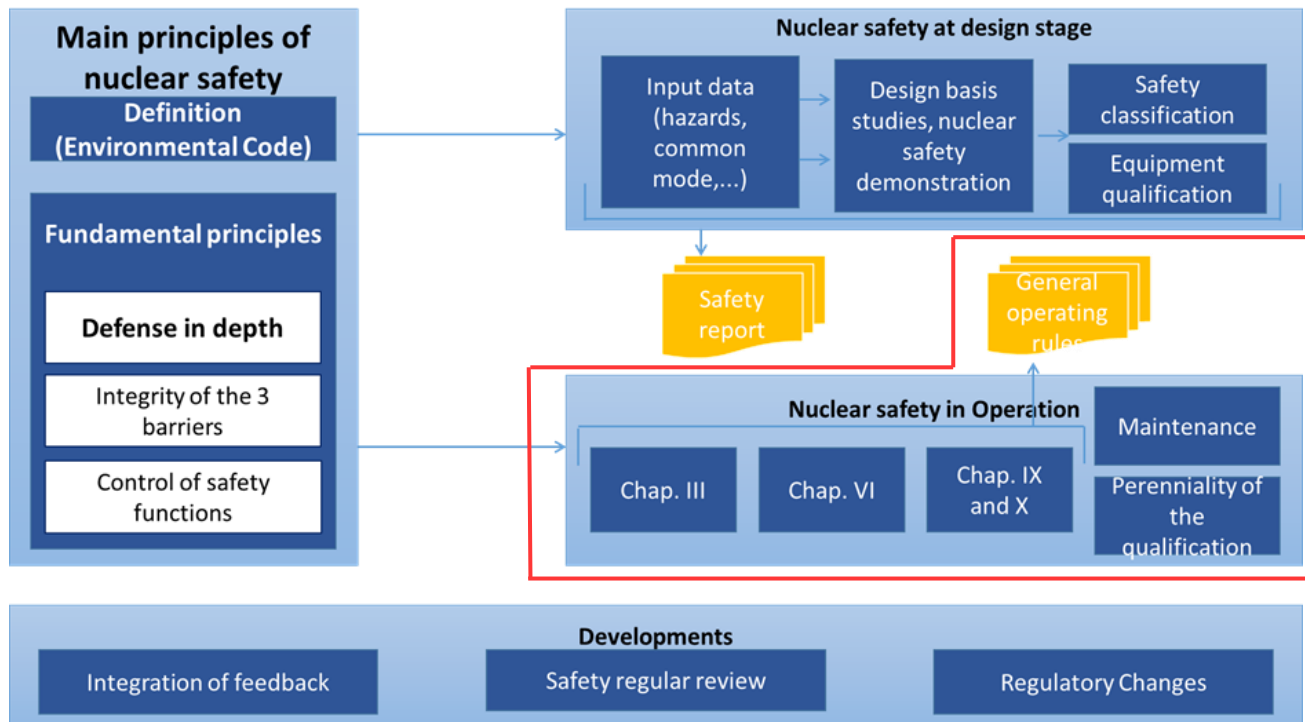 Main principles of
nuclear safety
Definition
(Environmental Code)
Fundamental principles
Defense in depth
Integrity of the 3
barriers
Control of safety
functions
Nuclear safety at design stage
Input data
(hazards,
common
mode,...)
Design basis
studies, nuclear
safety
demonstration
Safety
classification
Equipment
qualification
Safety
report
General
operating
rules
Nuclear safety in Operation
Chap. III
Chap. VI
Chap. IX
and X
Maintenance
Perenniality of
the
qualification
Developments
Integration of feedback
Safety regular review
Regulatory Changes